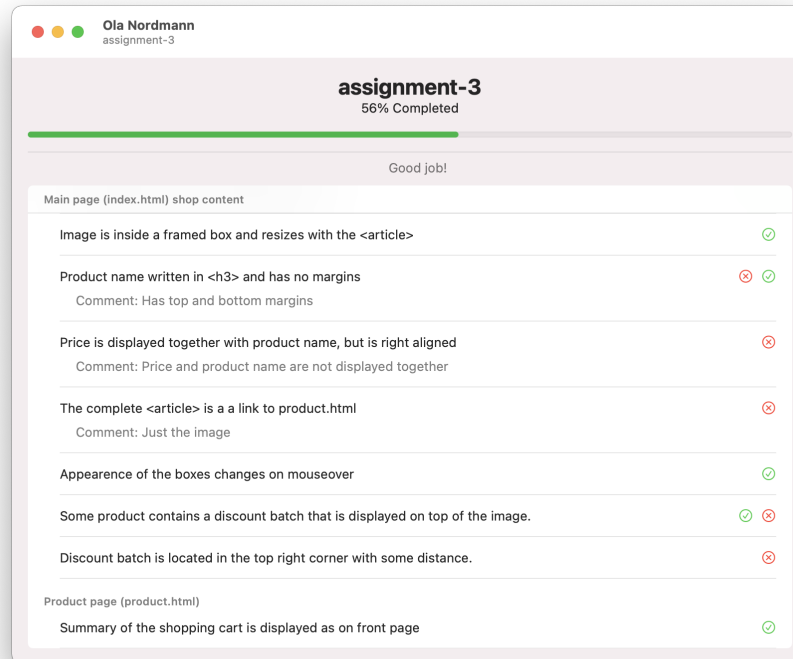 Ola Nordmann
assignment-3
assignment-3
56% Completed
Good job!
Main page (index.html) shop content
Image is inside a framed box and resizes with the <article>
Product name written in <h3> and has no margins
Comment: Has top and bottom margins
Price is displayed together with product name, but is right aligned
Comment: Price and product name are not displayed together
The complete <article> is a a link to product.html
Comment: Just the image
Appearence of the boxes changes on mouseover
Some product contains a discount batch that is displayed on top of the image.
Discount batch is located in the top right corner with some distance.
Product page (product.html)
Summary of the shopping cart is displayed as on front page